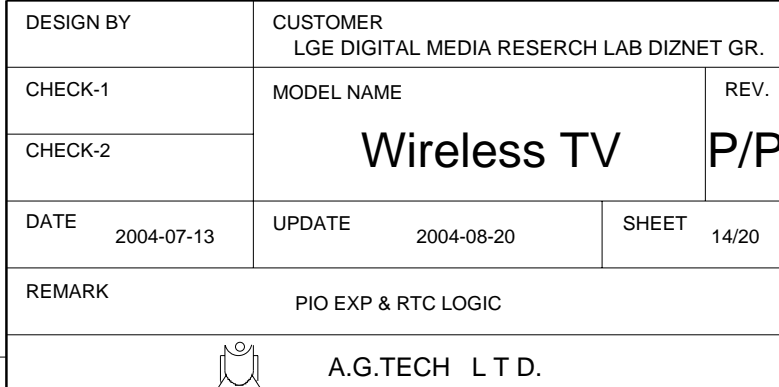 DESIGN BY
CUSTOMER
LGE DIGITAL MEDIA RESERCH LAB DIZNET GR.
CHECK-1
MODEL NAME
REV.
Wireless TV
P/P
CHECK-2
DATE
2004-07-13
UPDATE
2004-08-20
SHEET
14/20
REMARK
PIO EXP & RTC LOGIC
A.G.TECH L T D.